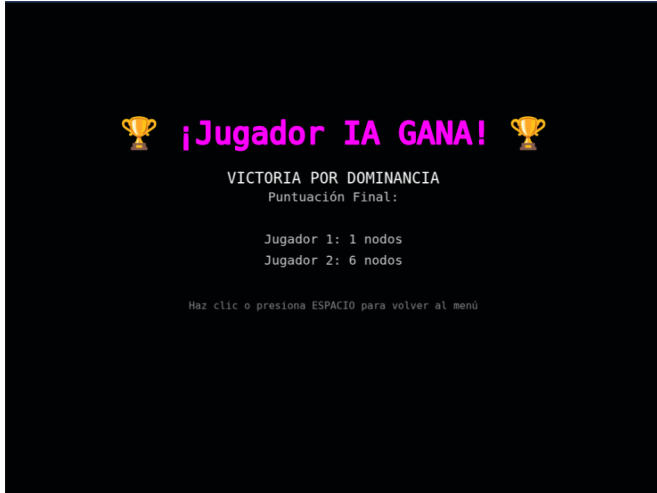 🏆 ¡Jugador IA GANA! 🏆
VICTORIA POR DOMINANCIA
Puntuación Final:
Jugador 1: 1 nodos
Jugador 2: 6 nodos
Haz clic o presiona ESPACIO para volver al menú